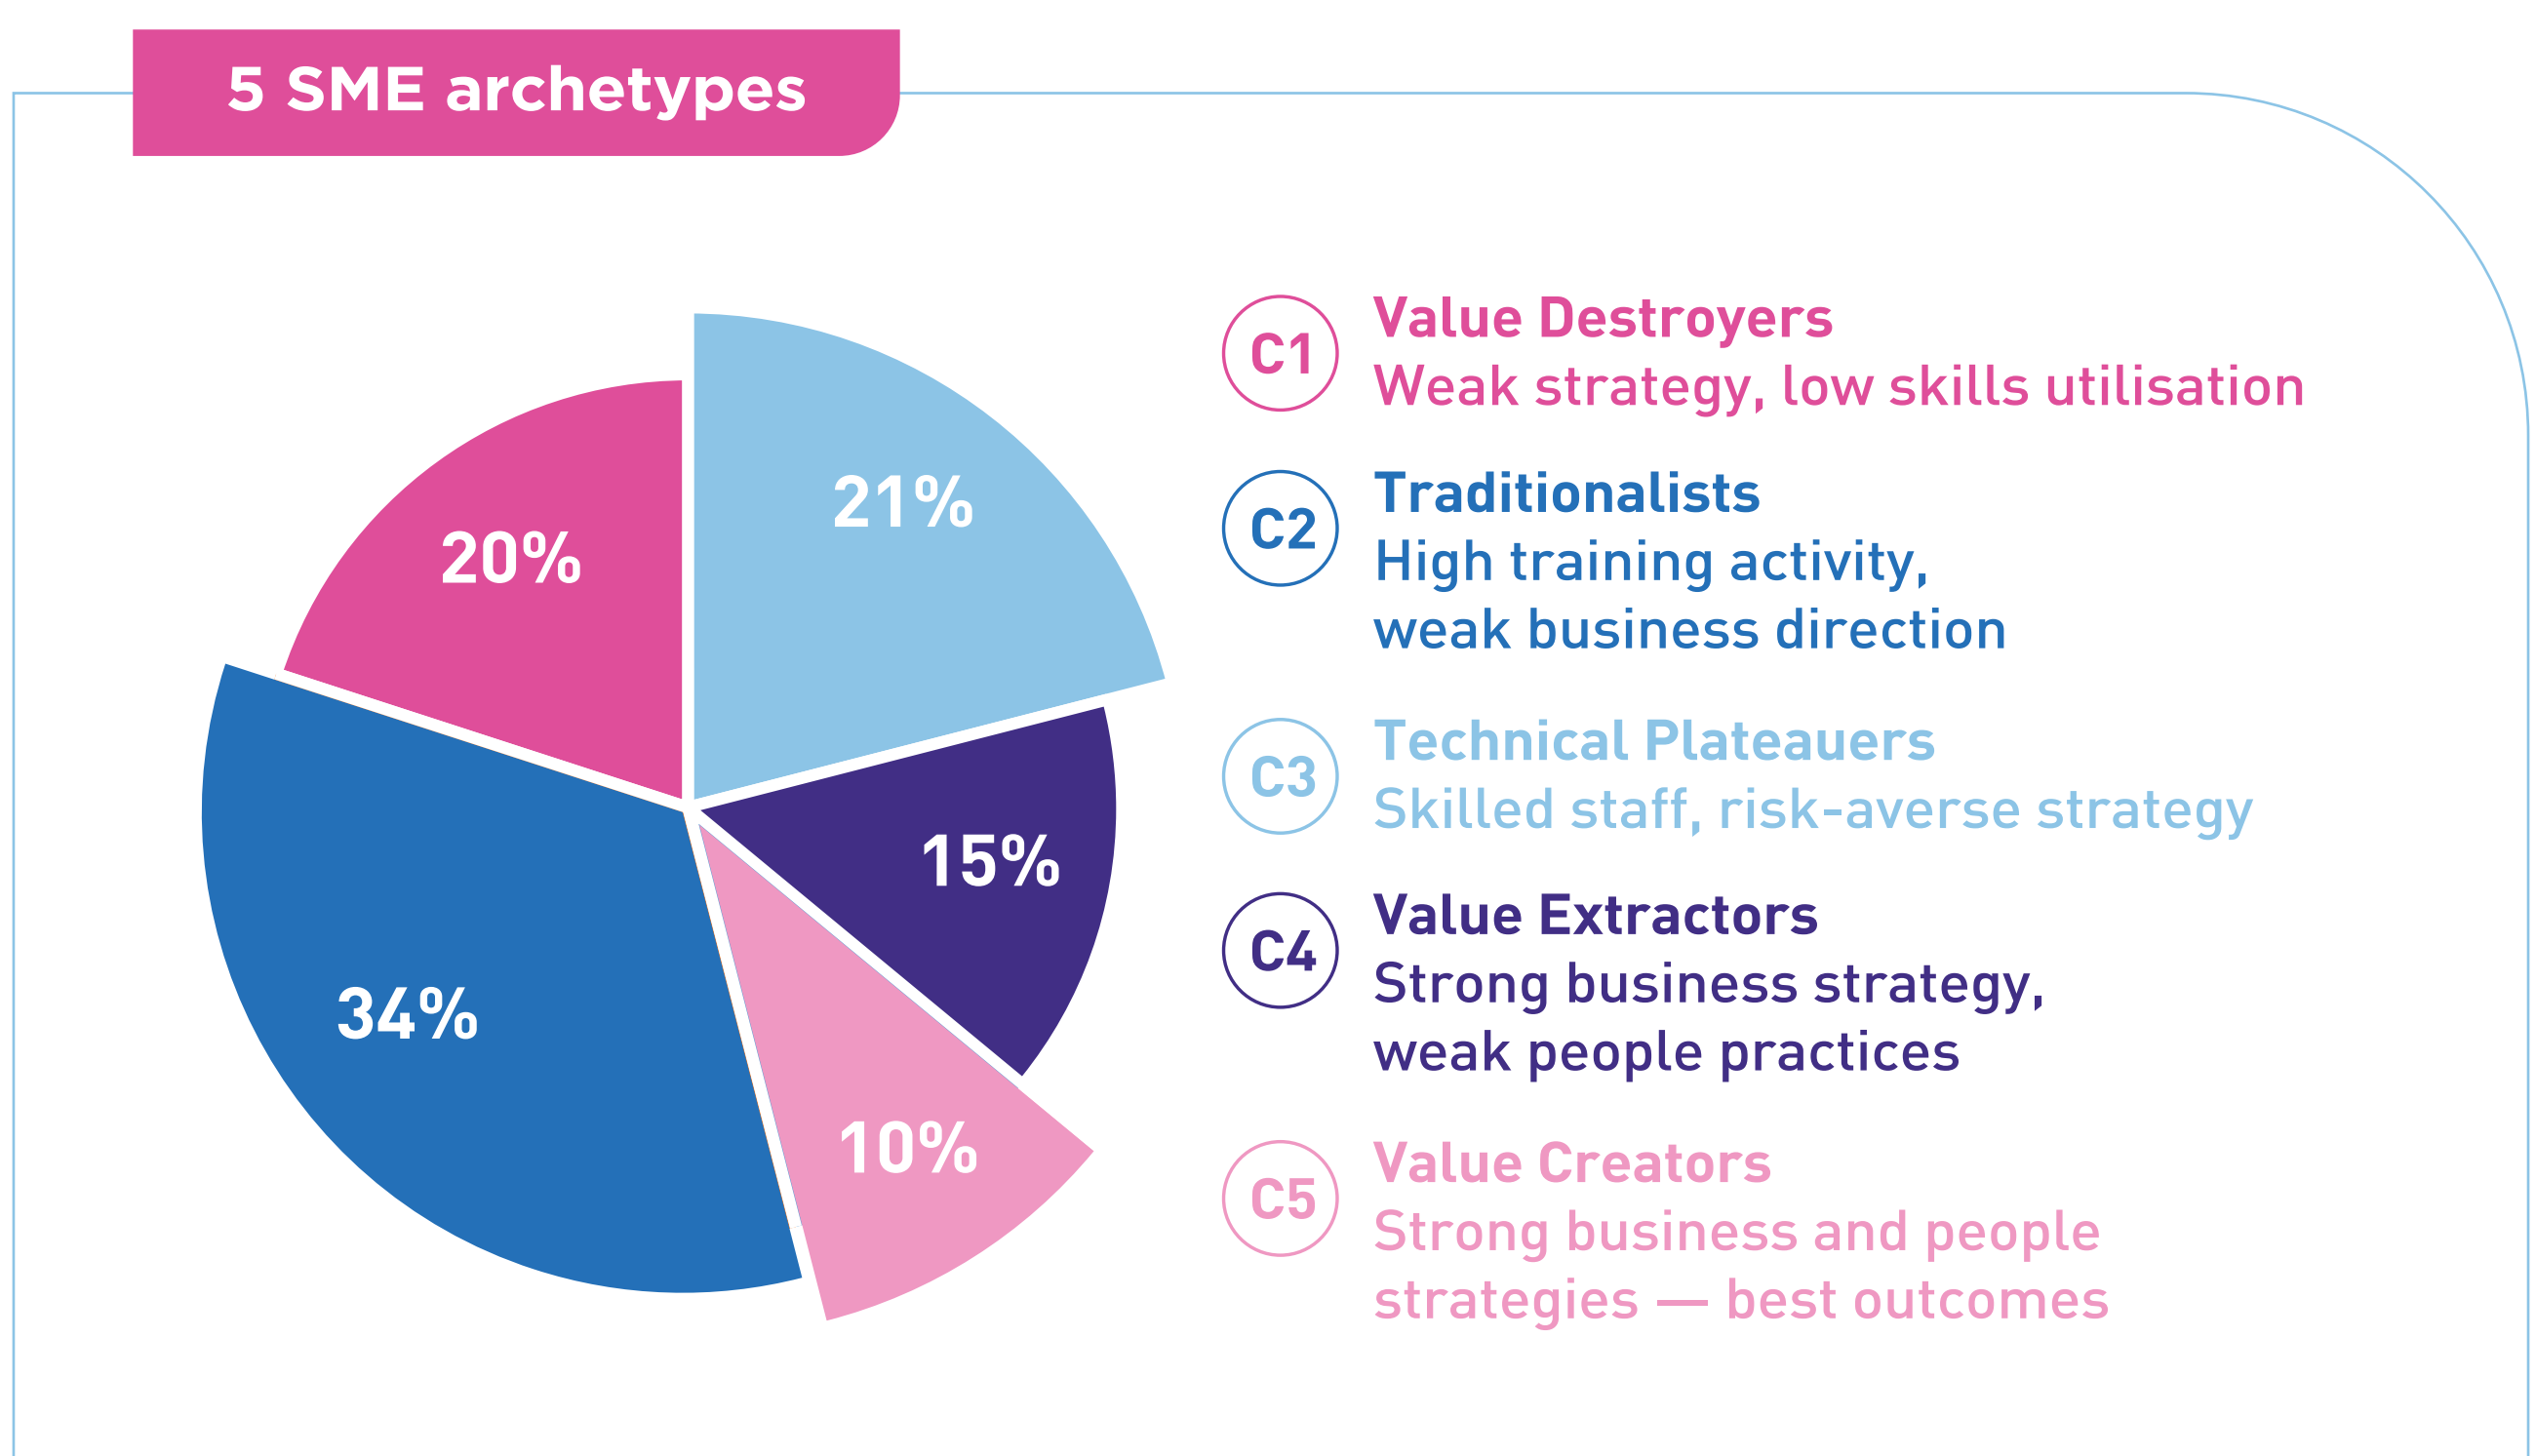 5 SME archetypes
21%
20%
15%
34%
10%
C1
Value Destroyers
Weak strategy, low skills utilisation
C2
Traditionalists
High training activity,
weak business direction
C3
Technical Plateauers
Skilled staff, risk-averse strategy
C4
Value Extractors
Strong business strategy,
weak people practices
C5
Value Creators
Strong business and people
strategies — best outcomes